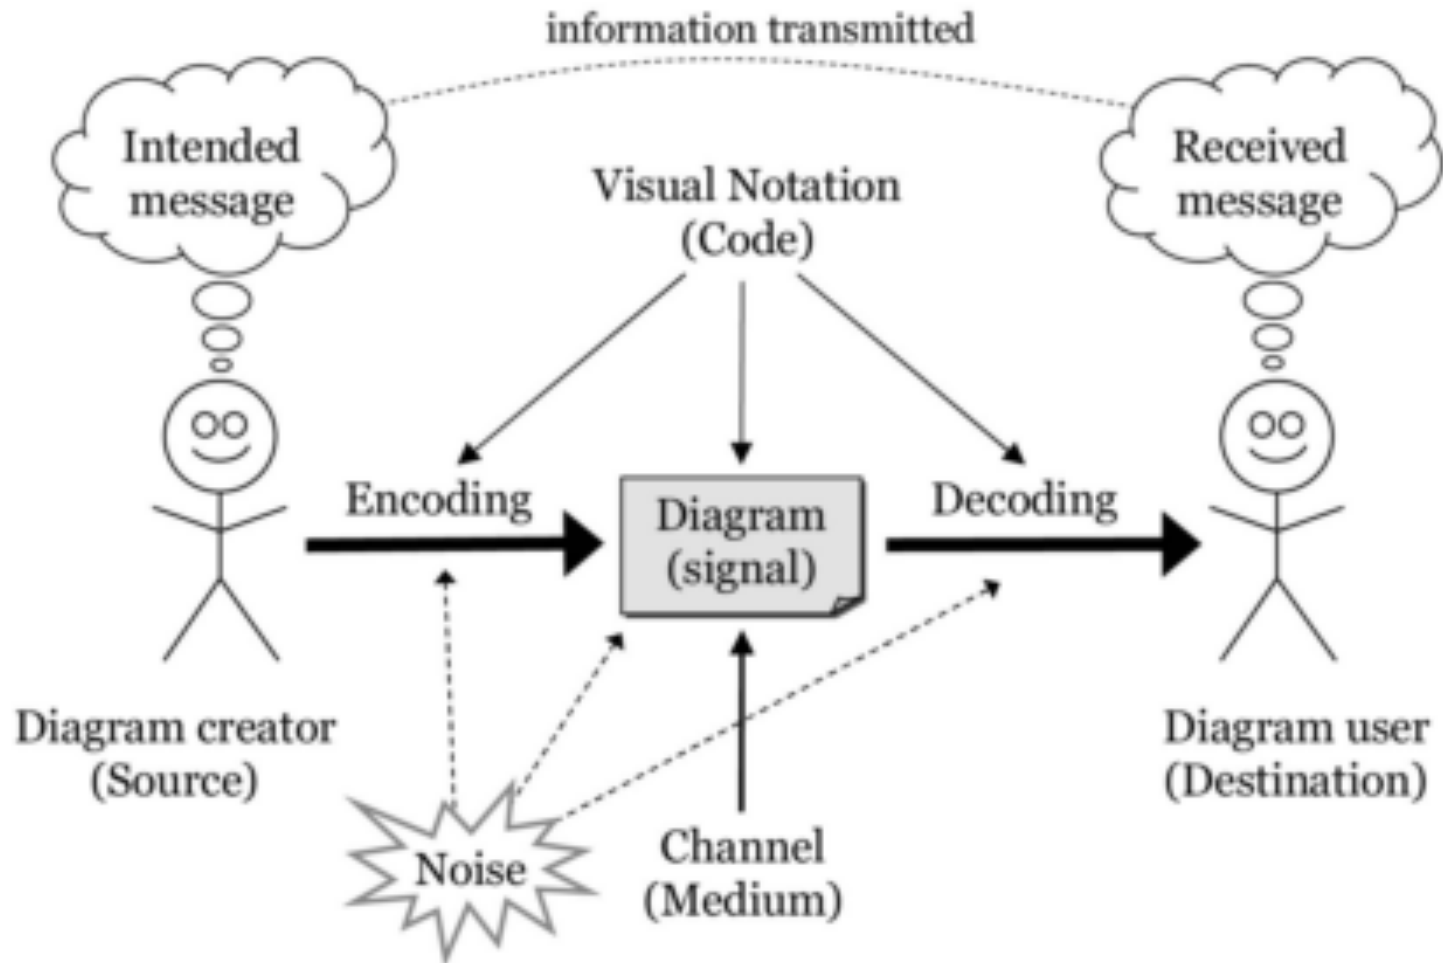 information transmitted
Intended
message
Received
message
Visual Notation
(Code)
Encoding
Diagram
(signal)
Decoding
Diagram creator
(Source)
Diagram user
(Destination)
Noise
Channel
(Medium)